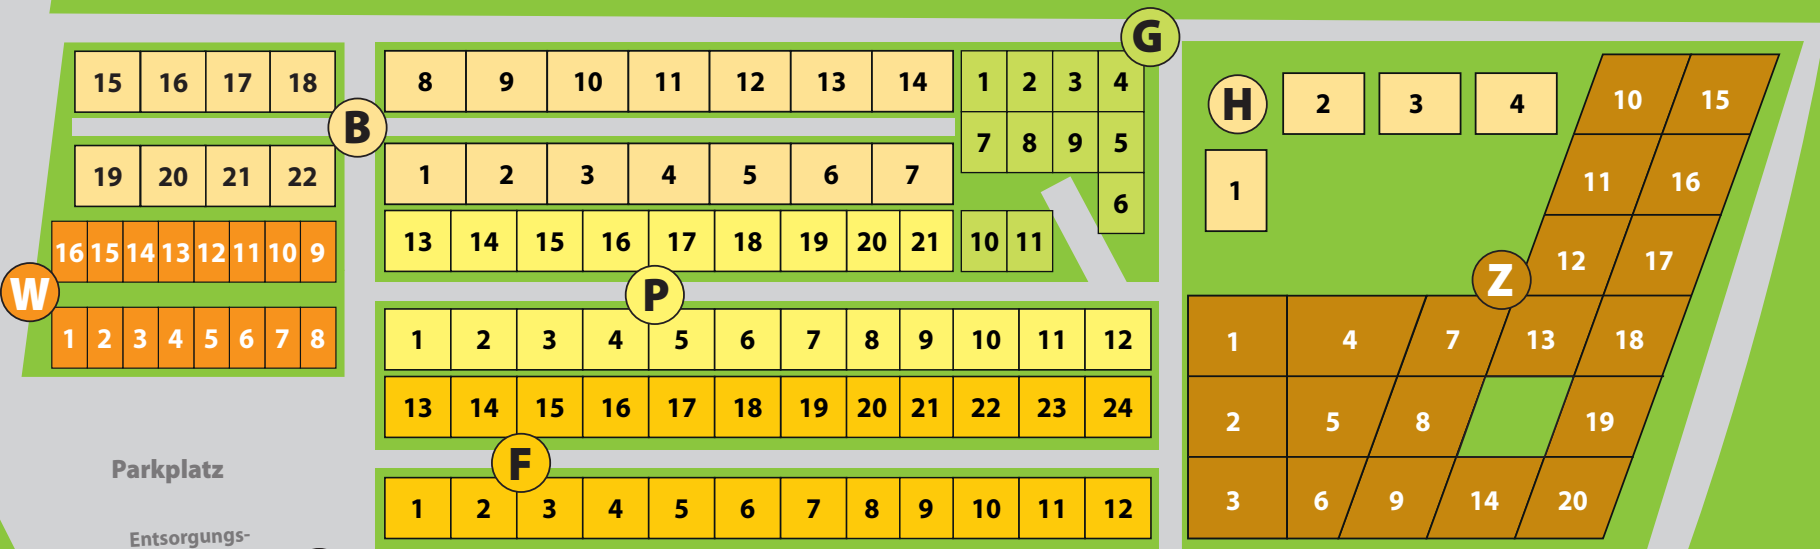 G
15 16 17 18
8 9 10 11 12 13 14
1 2 3 4
H 2 3 4
10 15
B
7 8 9 5
19 20 21 22
1 2 3 4 5 6 7
6
1
11 16
16 15 14 13 12 11 10 9
13 14 15 16 17 18 19 20 21
10 11
12 17
W
P
Z
1 2 3 4 5 6 7 8
1 2 3 4 5 6 7 8 9 10 11 12
1 4 7 13 18
13 14 15 16 17 18 19 20 21 22 23 24
2 5 8 19
Parkplatz
F
1 2 3 4 5 6 7 8 9 10 11 12
3 6 9 14 20
Entsorgungs-